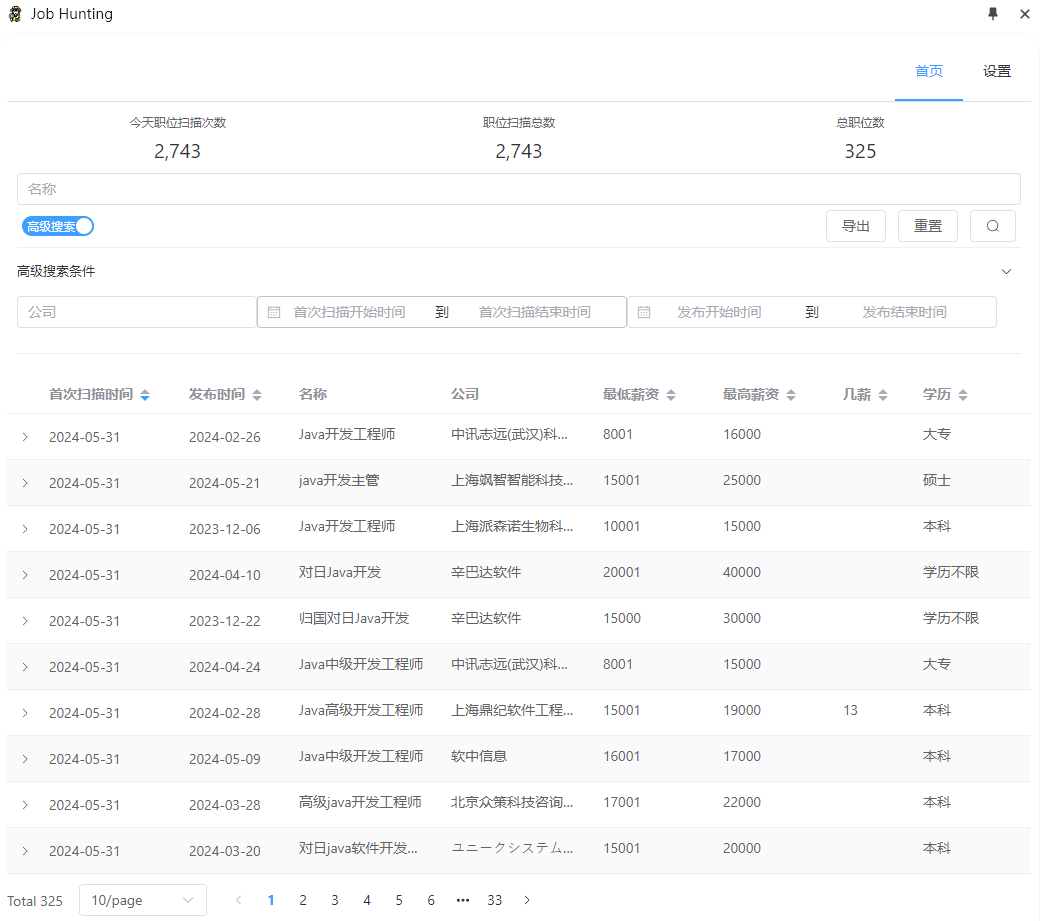 Job Hunting
首页 设置
今天职位扫描次数 职位扫描总数 总职位数
2,743 2,743 325
名称
高级搜索 导出 重置
高级搜索条件
公司 首次扫描开始时间 到 首次扫描结束时间 发布开始时间 到 发布结束时间
首次扫描时间 发布时间 名称 公司 最低薪资 最高薪资 几薪 学历
2024-05-31 2024-02-26 Java开发工程师 中讯志远(武汉)科... 8001 16000 大专
2024-05-31 2024-05-21 java开发主管 上海飒智智能科技... 15001 25000 硕士
2024-05-31 2023-12-06 Java开发工程师 上海派森诺生物科... 10001 15000 本科
2024-05-31 2024-04-10 对日Java开发 辛巴达软件 20001 40000 学历不限
2024-05-31 2023-12-22 归国对日Java开发 辛巴达软件 15000 30000 学历不限
2024-05-31 2024-04-24 Java中级开发工程师 中讯志远(武汉)科... 8001 15000 大专
2024-05-31 2024-02-28 Java高级开发工程师 上海鼎纪软件工程... 15001 19000 13 本科
2024-05-31 2024-05-09 Java中级开发工程师 软中信息 16001 17000 本科
2024-05-31 2024-03-28 高级java开发工程师 北京众策科技咨询... 17001 22000 本科
2024-05-31 2024-03-20 对日java软件开发... ユニークシステム... 15001 20000 本科
Total 325 10/page 1 2 3 4 5 6 ••• 33